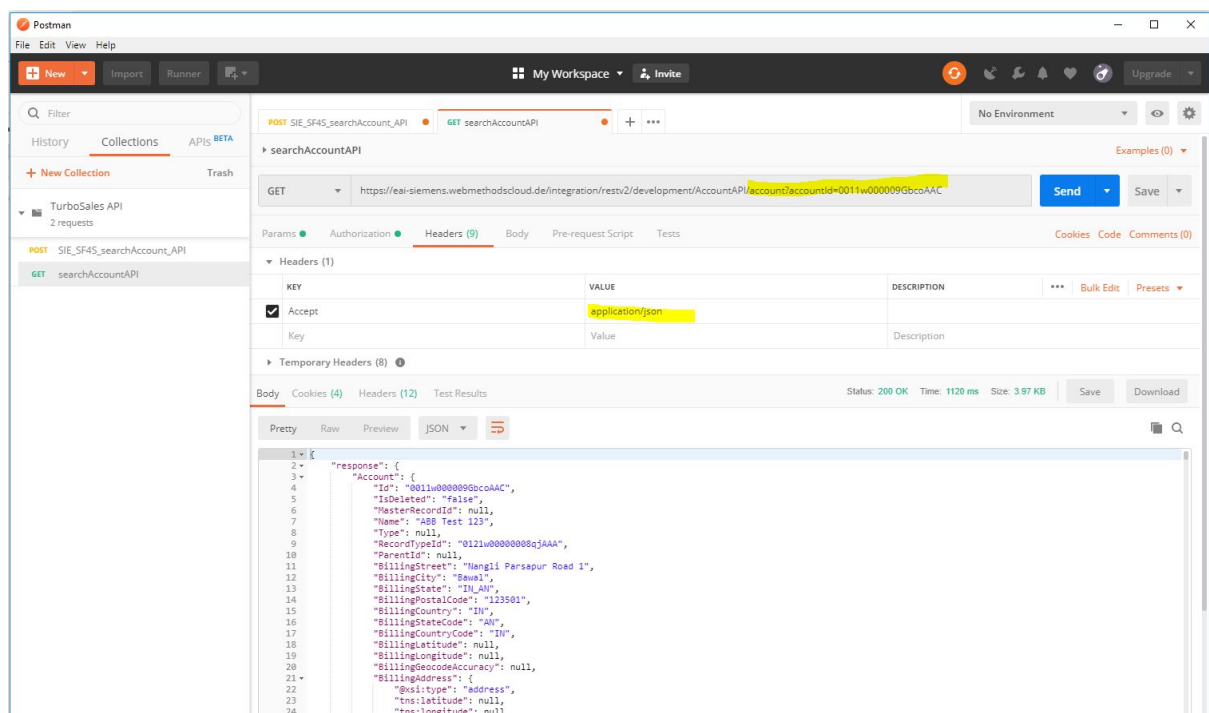 Postman
File Edit View Help
New Import Runner My Workspace Invite Upgrade
Filter
History Collections APIs BETA
+ New Collection Trash
TurboSales API
2 requests
POST SIE_SF4S_searchAccount_API
GET searchAccountAPI
POST SIE_SF4S_searchAccount_API GET searchAccountAPI + ••• No Environment
searchAccountAPI Examples (0)
GET https://eai-siemens.webmethodscloud.de/integration/restv2/development/AccountAPI/account?accountId=0011w000009GbcoAAC Send Save
Params Authorization Headers (9) Body Pre-request Script Tests Cookies Code Comments (0)
Headers (1)
KEY VALUE DESCRIPTION ••• Bulk Edit Presets
Accept application/json
Key Value Description
Temporary Headers (8)
Body Cookies (4) Headers (12) Test Results Status: 200 OK Time: 1120 ms Size: 3.97 KB Save Download
Pretty Raw Preview JSON
1 {
2 "response": {
3 "Account": {
4 "Id": "0011w000009GbcoAAC",
5 "IsDeleted": "false",
6 "MasterRecordId": null,
7 "Name": "ABB Test 123",
8 "Type": null,
9 "RecordTypeId": "0121w00000008qjAAA",
10 "ParentId": null,
11 "BillingStreet": "Nangli Parsapur Road 1",
12 "BillingCity": "Bawal",
13 "BillingState": "IN_AN",
14 "BillingPostalCode": "123501",
15 "BillingCountry": "IN",
16 "BillingStateCode": "AN",
17 "BillingCountryCode": "IN",
18 "BillingLatitude": null,
19 "BillingLongitude": null,
20 "BillingGeocodeAccuracy": null,
21 "BillingAddress": {
22 "@xsi:type": "address",
23 "tns:latitude": null,
24 "tns:longitude": null